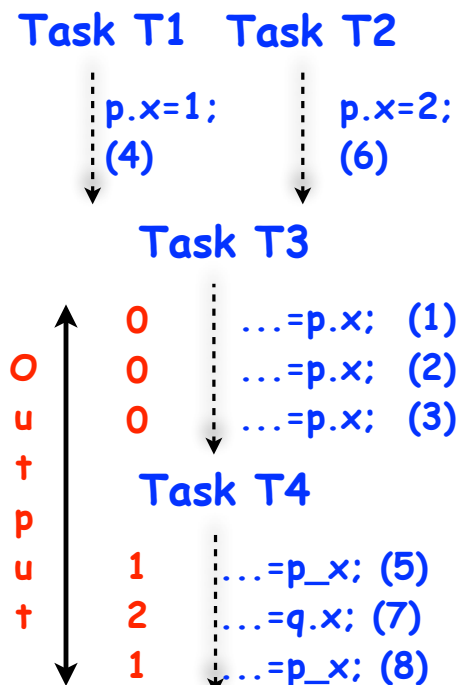 Task T1 Task T2
p.x=1; p.x=2;
(4) (6)
Task T3
0 ...=p.x; (1)
0 ...=p.x; (2)
0 ...=p.x; (3)
Output
Task T4
1 ...=p_x; (5)
2 ...=q.x; (7)
1 ...=p_x; (8)